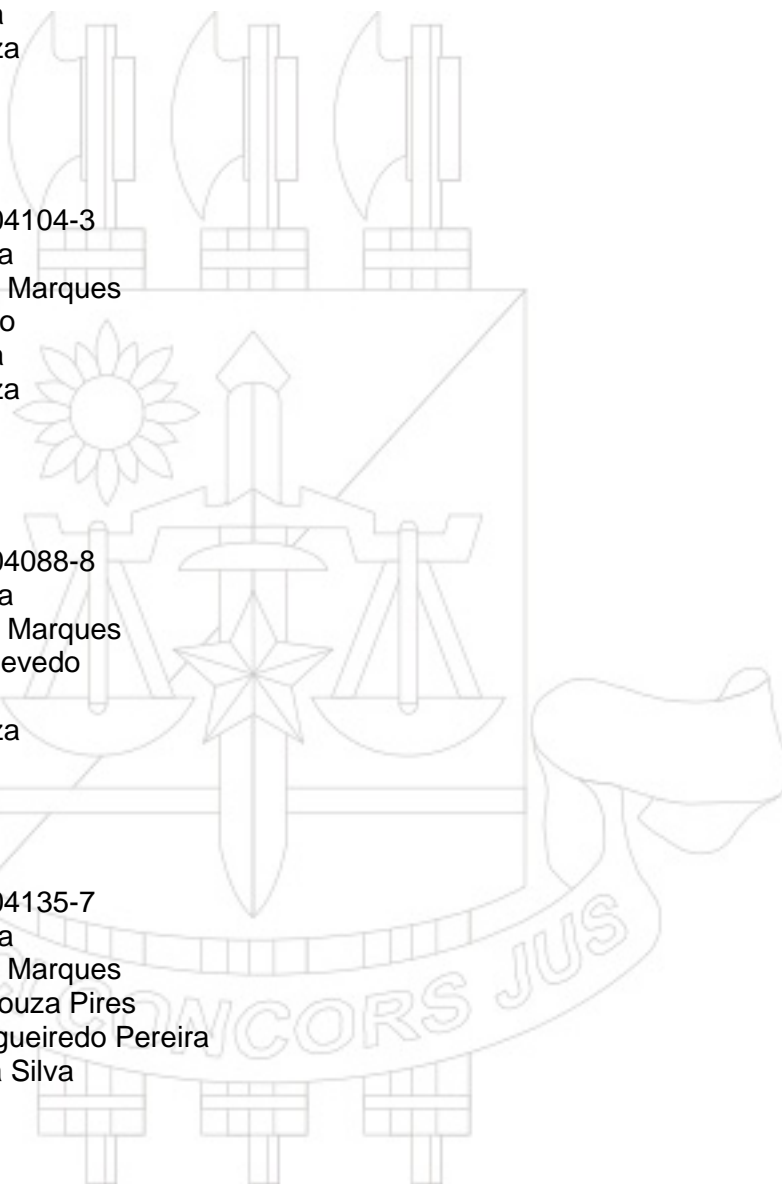 a
za
04104-3
a
Marques
o
a
za
04088-8
a
Marques
evedo
za
04135-7
a
Marques
ouza Pires
gueiredo Pereira
a Silva
CONCORS JUS